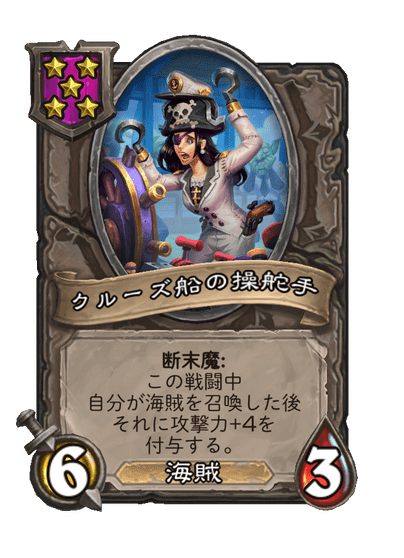 クルーズ船の操舵手
断末魔:
この戦闘中
自分が海賊を召喚した後
それに攻撃力+4を
付与する。
6
海賊
3